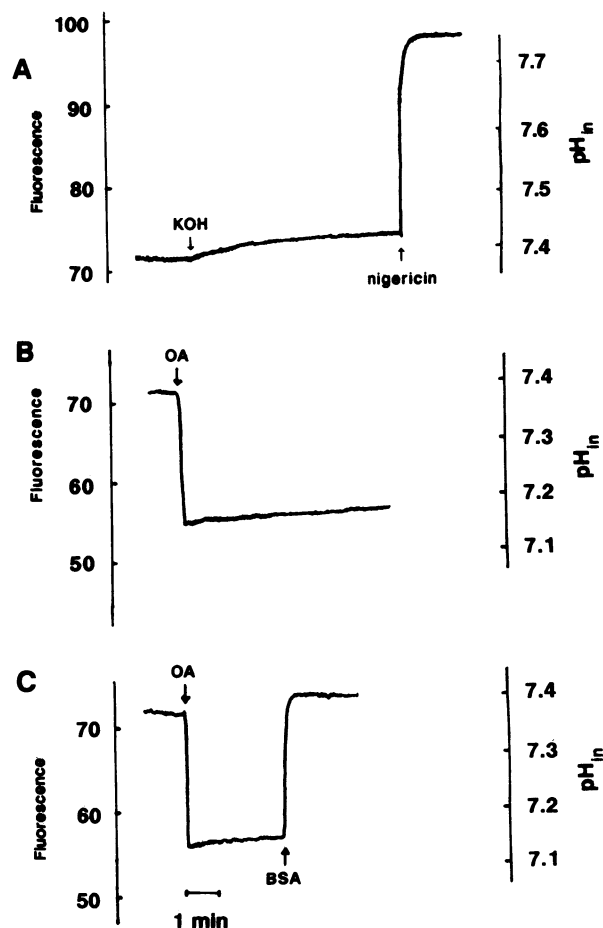 A
Fluorescence
100
90
80
70
KOH
nigericin
7.7
7.6
7.5
7.4
pHin
B
Fluorescence
70
60
50
OA
7.4
7.3
7.2
7.1
pHin
C
Fluorescence
70
60
50
OA
BSA
1 min
7.4
7.3
7.2
7.1
pHin